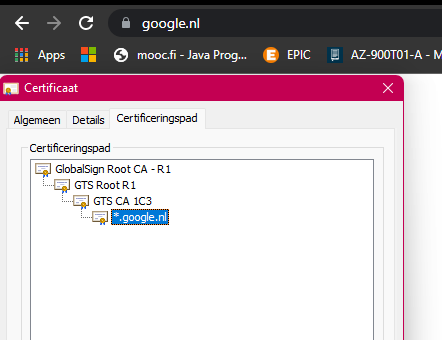 google.nl
Apps mooc.fi - Java Prog... EPIC AZ-900T01-A - M
Certificaat
Algemeen Details Certificeringspad
Certificeringspad
GlobalSign Root CA - R1
GTS Root R1
GTS CA 1C3
*.google.nl